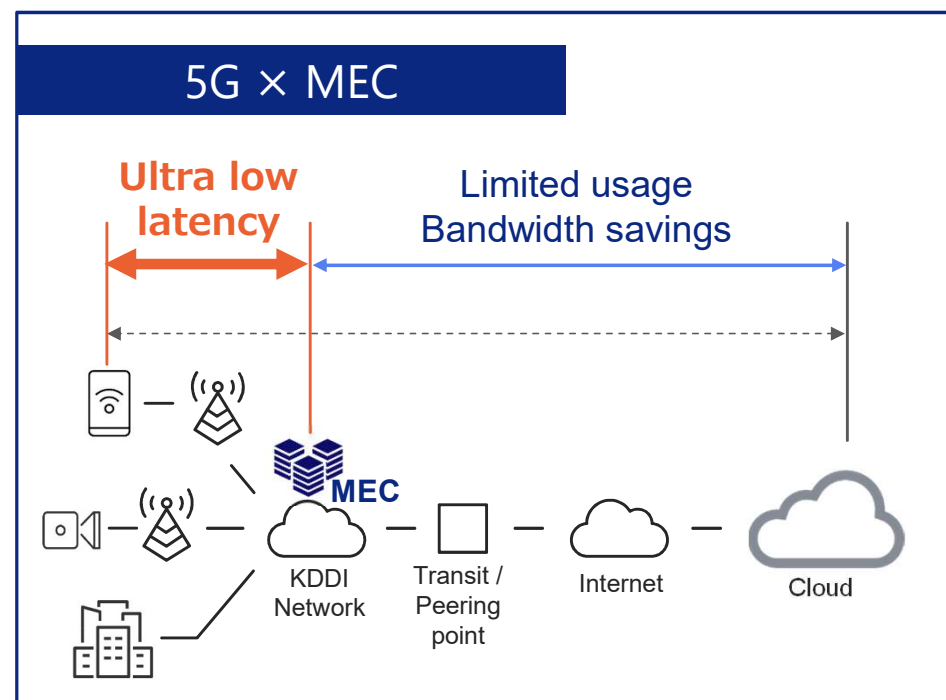 5G × MEC
Ultra low
latency
Limited usage
Bandwidth savings
MEC
KDDI
Network
Transit /
Peering
point
Internet
Cloud